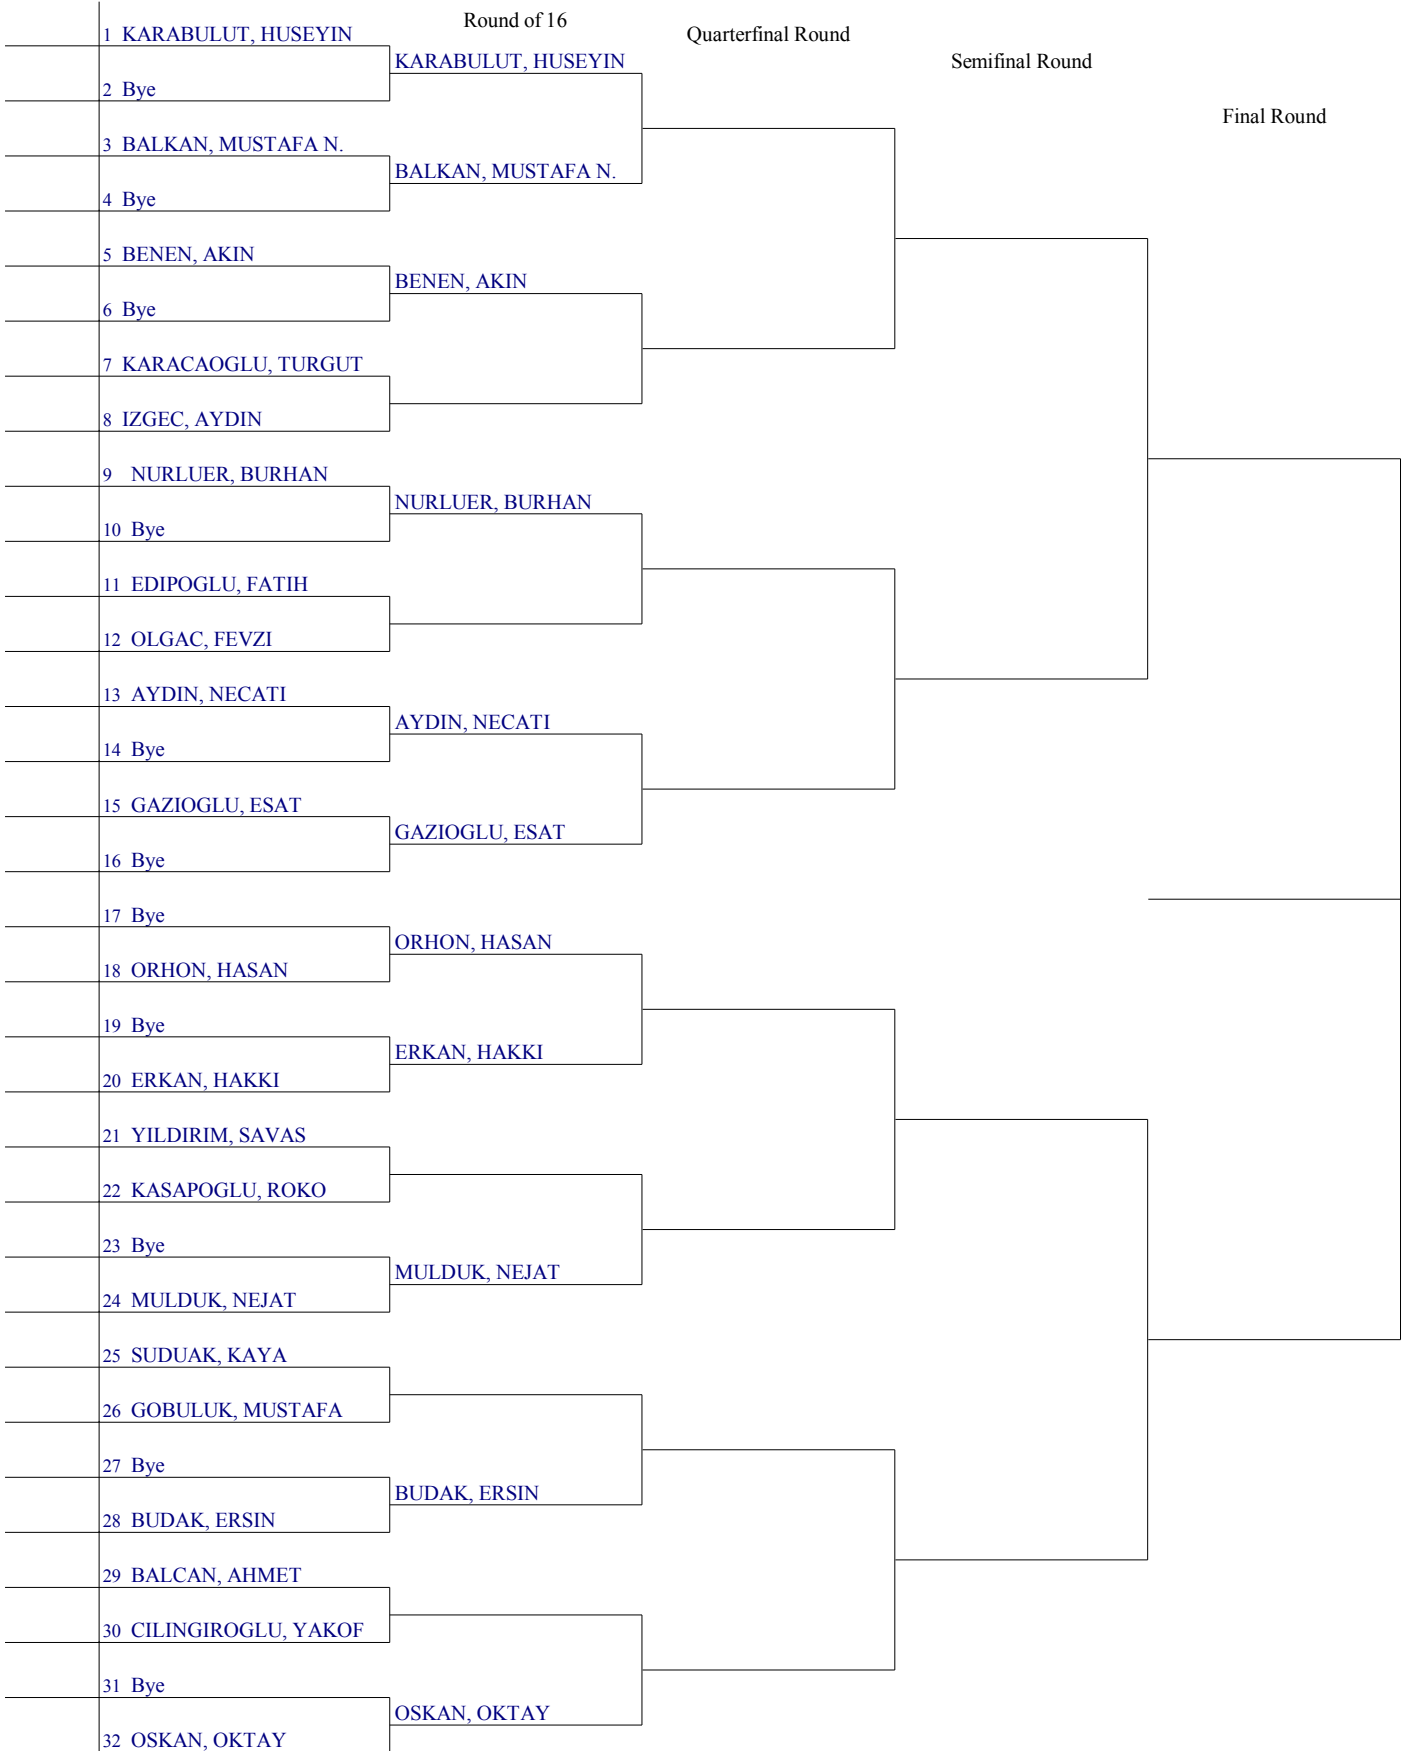 Round of 16
Quarterfinal Round
Semifinal Round
Final Round
1 KARABULUT, HUSEYIN
KARABULUT, HUSEYIN
2 Bye
3 BALKAN, MUSTAFA N.
BALKAN, MUSTAFA N.
4 Bye
5 BENEN, AKIN
BENEN, AKIN
6 Bye
7 KARACAOGLU, TURGUT
8 IZGEC, AYDIN
9 NURLUER, BURHAN
NURLUER, BURHAN
10 Bye
11 EDIPOGLU, FATIH
12 OLGAC, FEVZI
13 AYDIN, NECATI
AYDIN, NECATI
14 Bye
15 GAZIOGLU, ESAT
GAZIOGLU, ESAT
16 Bye
17 Bye
ORHON, HASAN
18 ORHON, HASAN
19 Bye
ERKAN, HAKKI
20 ERKAN, HAKKI
21 YILDIRIM, SAVAS
22 KASAPOGLU, ROKO
23 Bye
MULDUK, NEJAT
24 MULDUK, NEJAT
25 SUDUAK, KAYA
26 GOBULUK, MUSTAFA
27 Bye
BUDAK, ERSIN
28 BUDAK, ERSIN
29 BALCAN, AHMET
30 CILINGIROGLU, YAKOF
31 Bye
OSKAN, OKTAY
32 OSKAN, OKTAY